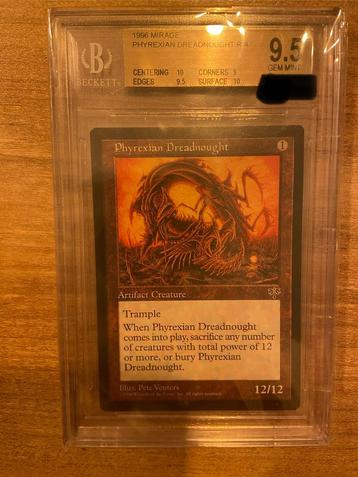 1996 MIRAGE
PHYREXIAN DREADNOUGHT R A
B
BECKETT
CENTERING 10 CORNERS 9
EDGES 9.5 SURFACE 10
9.5
GEM MINT
Phyrexian Dreadnought 1
Artifact Creature
Trample
When Phyrexian Dreadnought
comes into play, sacrifice any number
of creatures with total power of 12
or more, or bury Phyrexian
Dreadnought.
Illus. Pete Venters
12/12